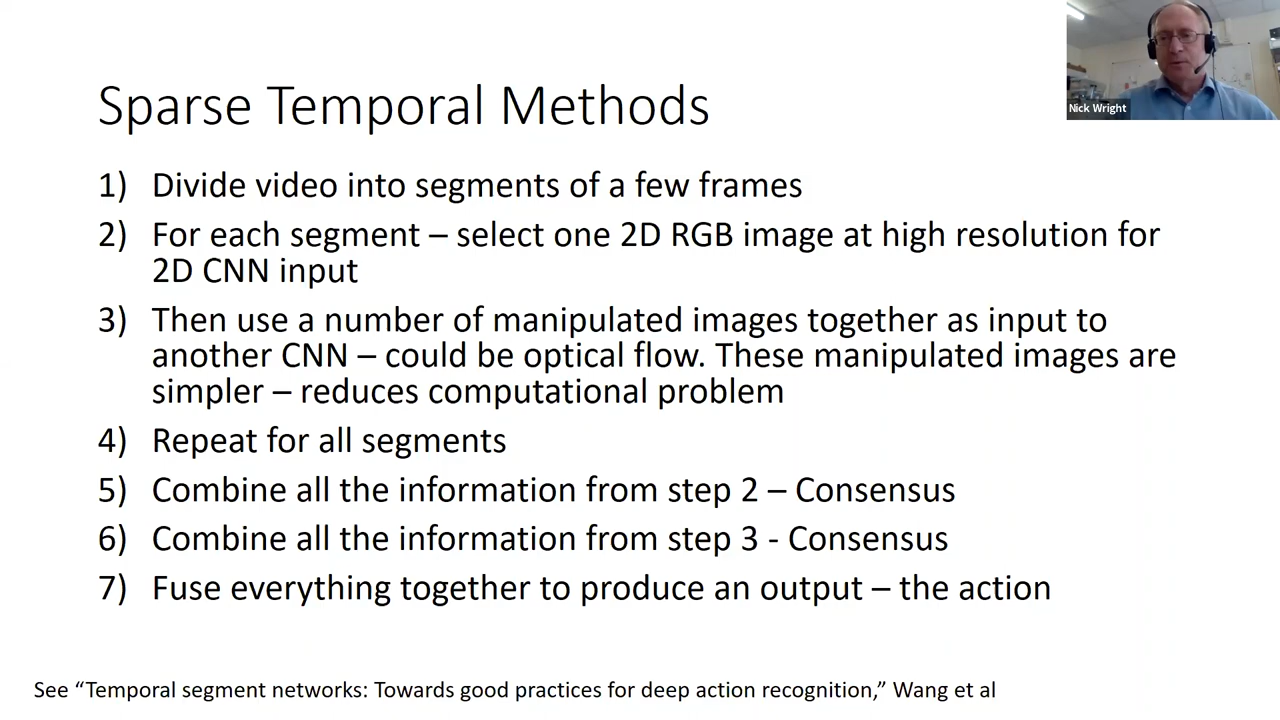 Nick Wright
Sparse Temporal Methods
1) Divide video into segments of a few frames
2) For each segment – select one 2D RGB image at high resolution for
2D CNN input
3) Then use a number of manipulated images together as input to
another CNN – could be optical flow. These manipulated images are
simpler – reduces computational problem
4) Repeat for all segments
5) Combine all the information from step 2 – Consensus
6) Combine all the information from step 3 - Consensus
7) Fuse everything together to produce an output – the action
See “Temporal segment networks: Towards good practices for deep action recognition,” Wang et al